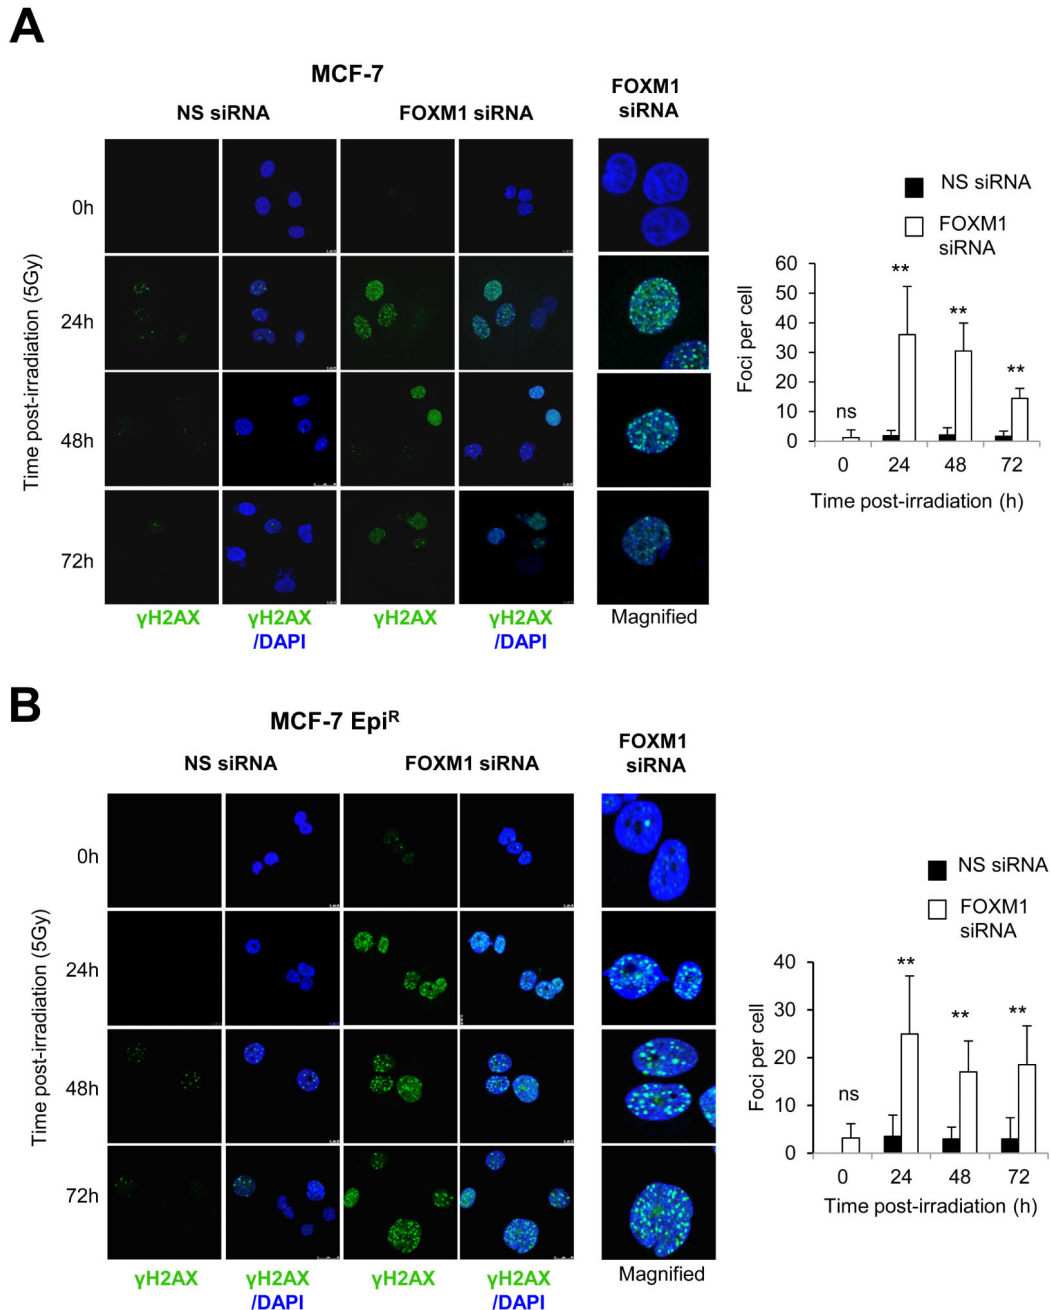 A
MCF-7
NS siRNA
FOXM1 siRNA
FOXM1
siRNA
Time post-irradiation (5Gy)
0h
24h
48h
72h
γH2AX
γH2AX
/DAPI
γH2AX
γH2AX
/DAPI
Magnified
NS siRNA
FOXM1
siRNA
Foci per cell
60
50
40
30
20
10
0
ns
**
**
**
0 24 48 72
Time post-irradiation (h)
B
MCF-7 EpiR
NS siRNA
FOXM1 siRNA
FOXM1
siRNA
Time post-irradiation (5Gy)
0h
24h
48h
72h
γH2AX
γH2AX
/DAPI
γH2AX
γH2AX
/DAPI
Magnified
NS siRNA
FOXM1
siRNA
Foci per cell
40
30
20
10
0
ns
**
**
**
0 24 48 72
Time post-irradiation (h)